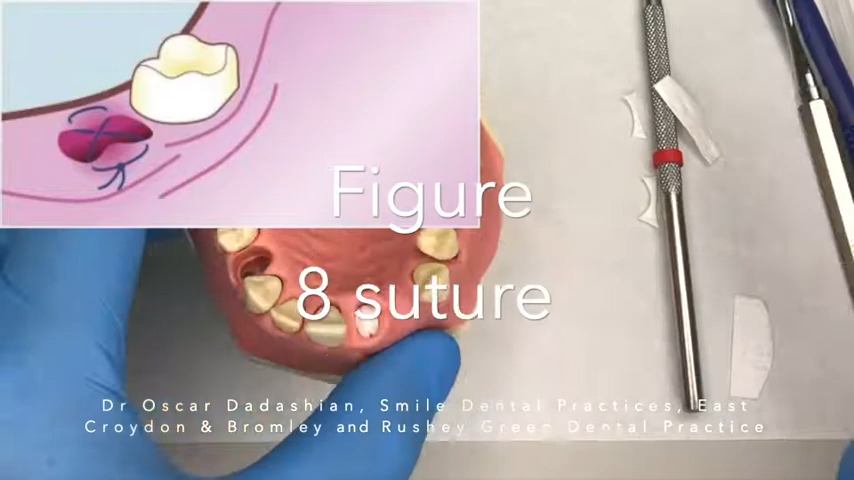 Figure
8 suture
Dr Oscar Dadashian, Smile Dental Practices, East
Croydon & Bromley and Rushey Green Dental Practice